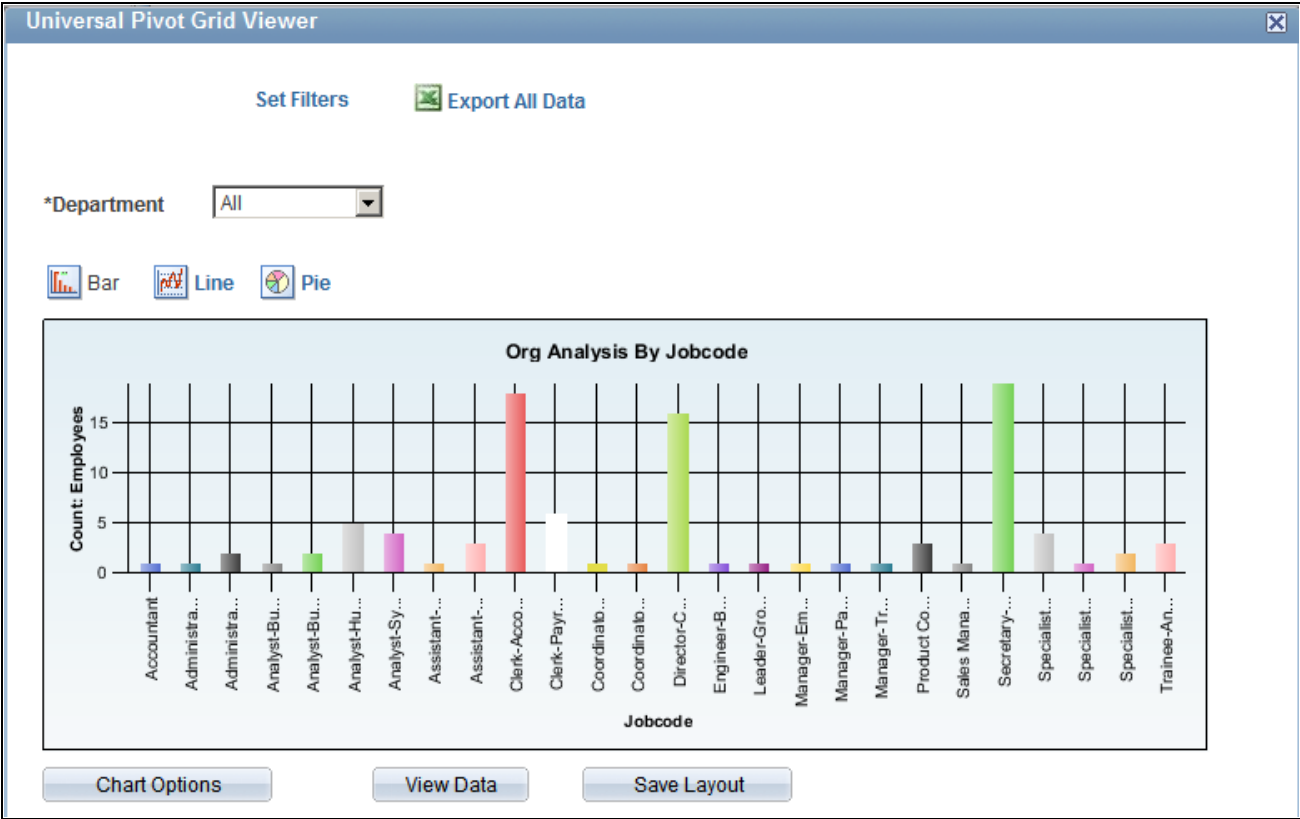 Universal Pivot Grid Viewer
Set Filters Export All Data
*Department All
Bar Line Pie
Org Analysis By Jobcode
Count: Employees
15
10
5
0
Accountant
Administra...
Administra...
Analyst-Bu...
Analyst-Bu...
Analyst-Hu...
Analyst-Sy...
Assistant-...
Assistant-...
Clerk-Acco...
Clerk-Payr...
Coordinato...
Coordinato...
Director-C...
Engineer-B...
Leader-Gro...
Manager-Em...
Manager-Pa...
Manager-Tr...
Product Co...
Sales Mana...
Secretary-...
Specialist...
Specialist...
Specialist...
Trainee-An...
Jobcode
Chart Options View Data Save Layout